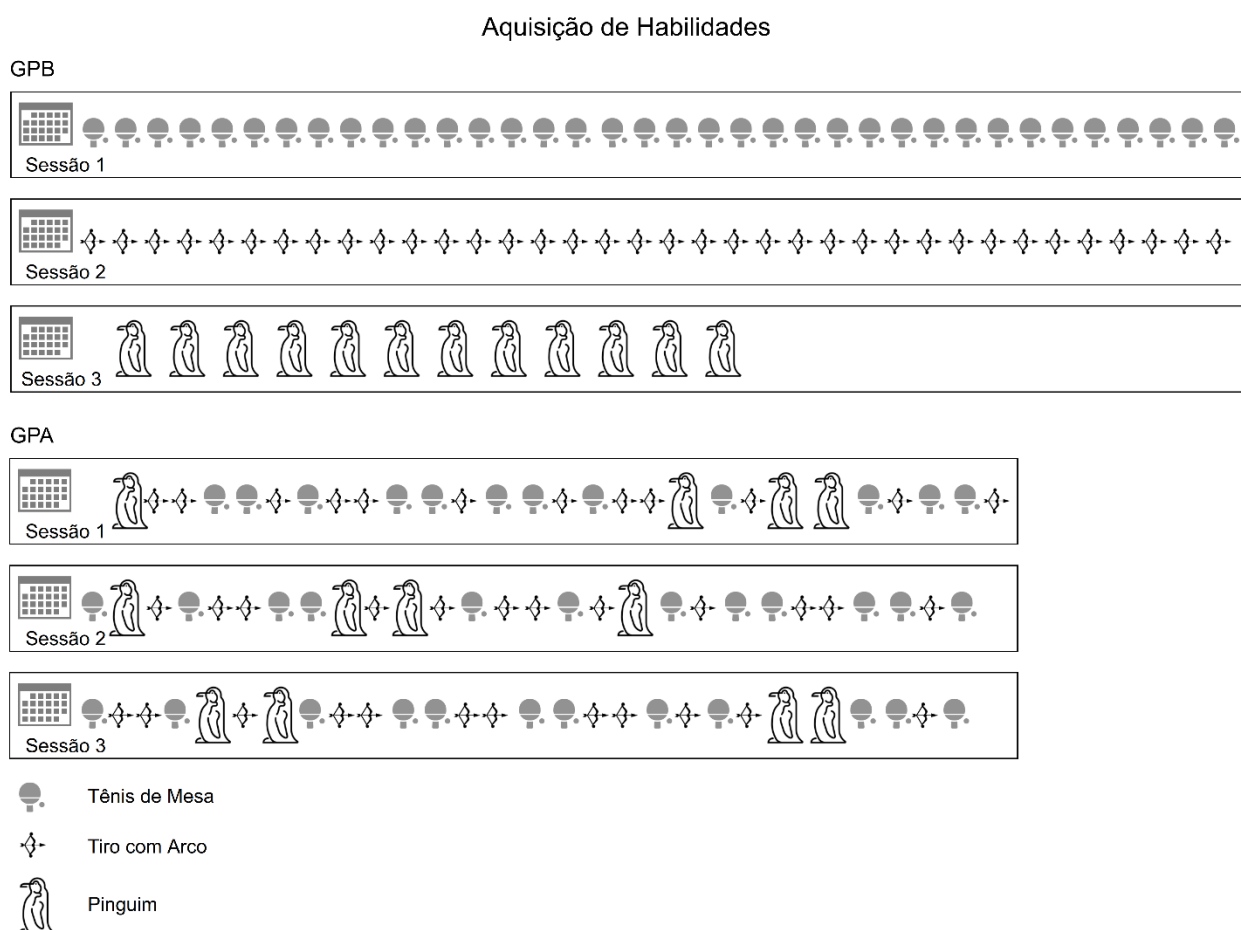 Aquisição de Habilidades
GPB
Sessão 1
Sessão 2
Sessão 3
GPA
Sessão 1
Sessão 2
Sessão 3
Tênis de Mesa
Tiro com Arco
Pinguim